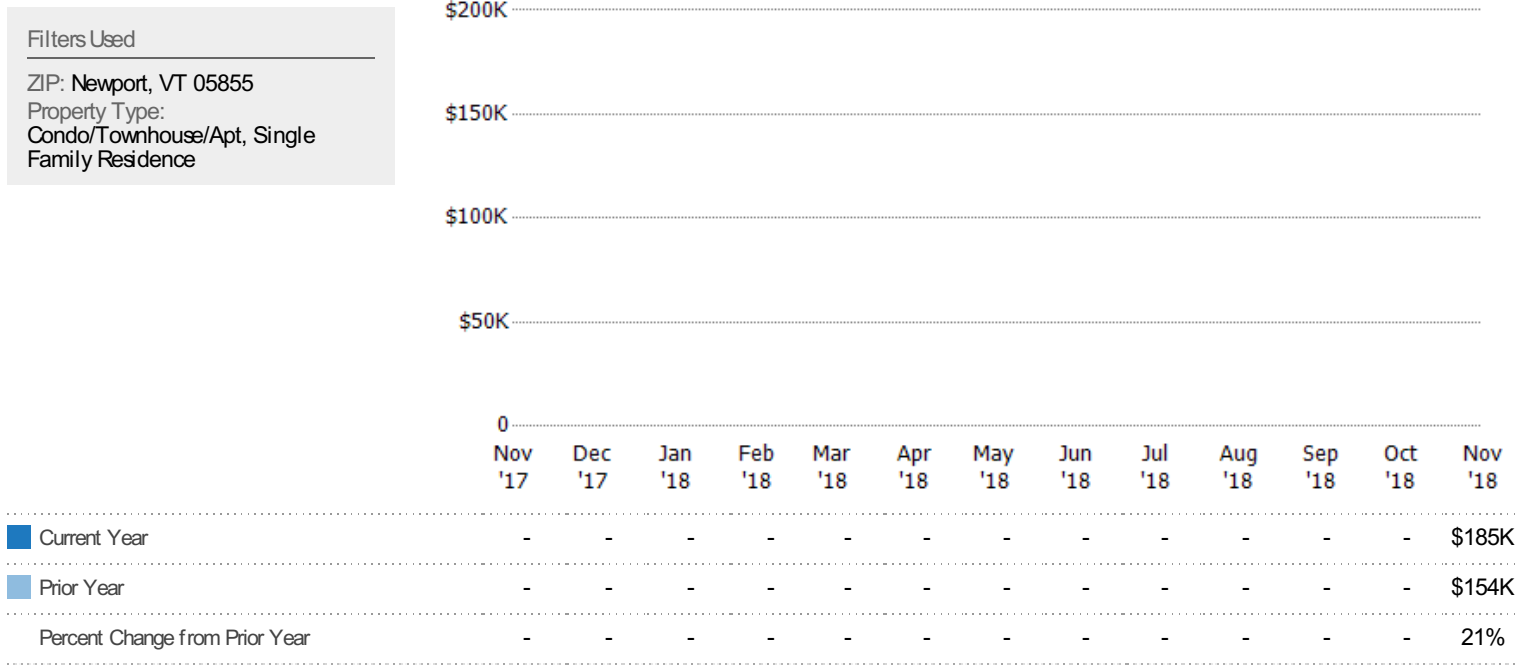 Filters Used
ZIP: Newport, VT 05855
Property Type:
Condo/Townhouse/Apt, Single
Family Residence
$200K
$150K
$100K
$50K
0
Nov Dec Jan Feb Mar Apr May Jun Jul Aug Sep Oct Nov
'17 '17 '18 '18 '18 '18 '18 '18 '18 '18 '18 '18 '18
Current Year - - - - - - - - - - - - $185K
Prior Year - - - - - - - - - - - - $154K
Percent Change from Prior Year - - - - - - - - - - - - 21%